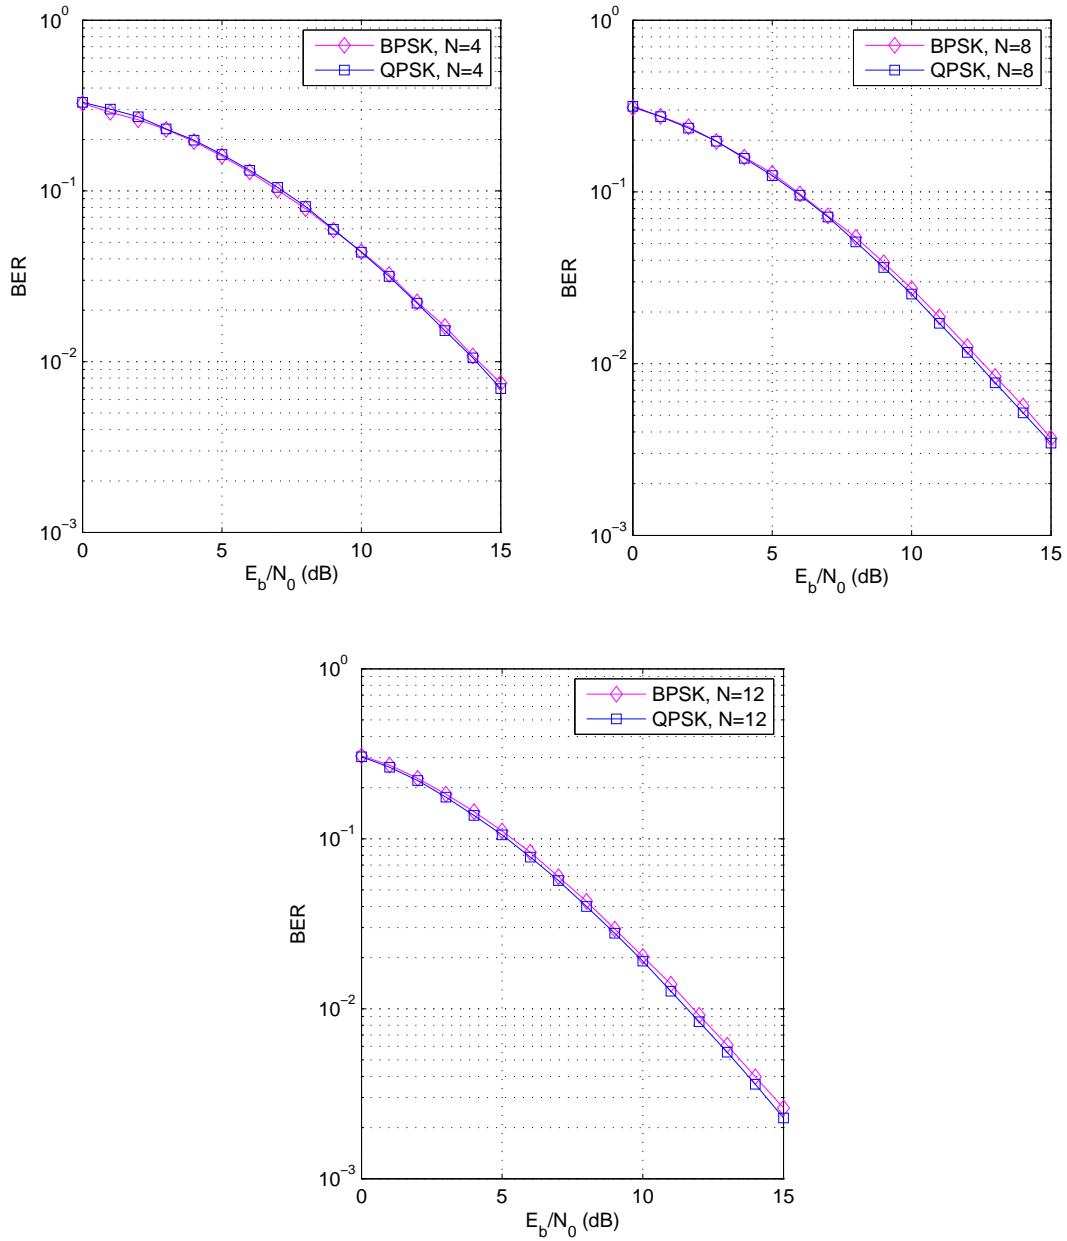 BPSK, N=4
QPSK, N=4
10^0
10^-1
10^-2
10^-3
BER
0
5
10
15
E_b/N_0 (dB)
BPSK, N=8
QPSK, N=8
10^0
10^-1
10^-2
10^-3
BER
0
5
10
15
E_b/N_0 (dB)
BPSK, N=12
QPSK, N=12
10^0
10^-1
10^-2
10^-3
BER
0
5
10
15
E_b/N_0 (dB)